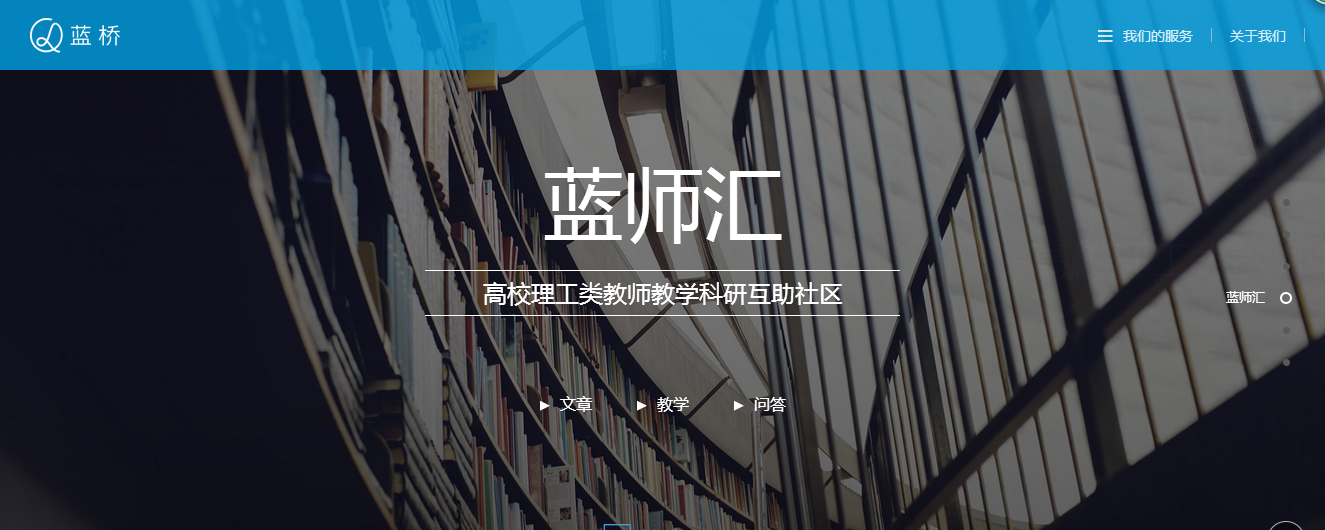 蓝桥
我们的服务
关于我们
蓝师汇
高校理工类教师教学科研互助社区
蓝师汇
文章 教学 问答